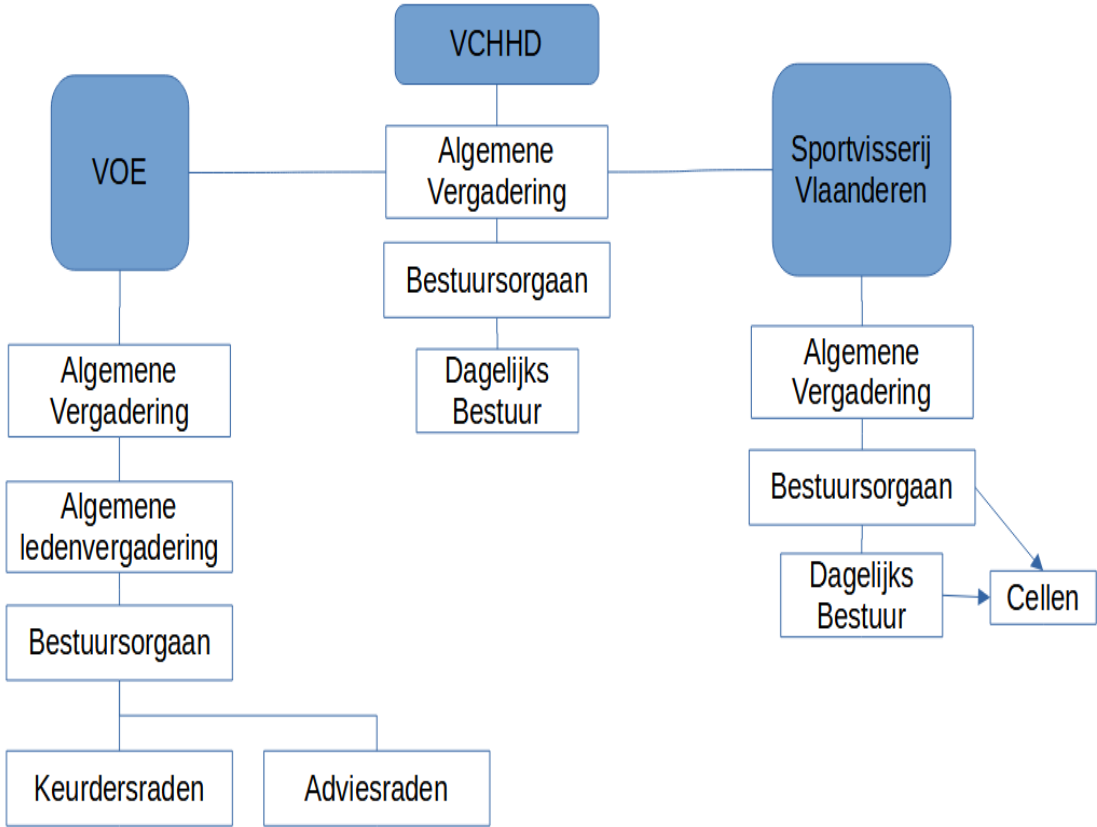 VCHHD
VOE
Algemene
Vergadering
Sportvisserij
Vlaanderen
Bestuursorgaan
Dagelijks
Bestuur
Algemene
Vergadering
Algemene
ledenvergadering
Bestuursorgaan
Keurdersraden
Adviesraden
Algemene
Vergadering
Bestuursorgaan
Dagelijks
Bestuur
Cellen